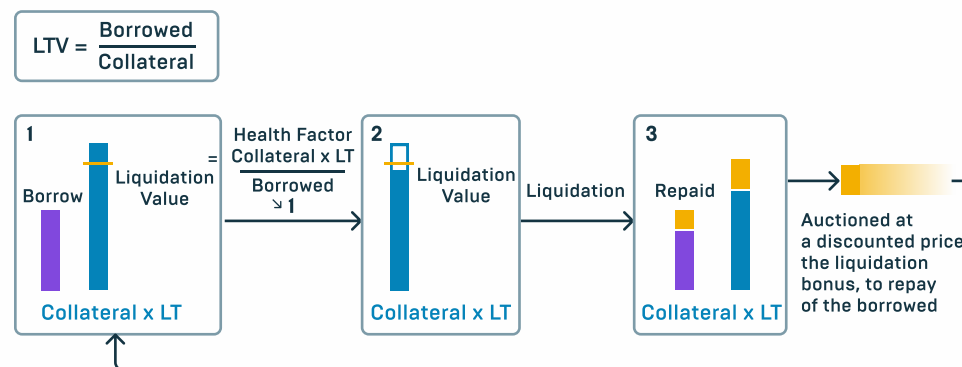 LTV = Borrowed
Collateral
1
Borrow
=
Liquidation
Value
Collateral x LT
Health Factor
Collateral x LT
Borrowed
↘ 1
2
Liquidation
Value
Collateral x LT
Liquidation
3
Repaid
Collateral x LT
Auctioned at
a discounted price
the liquidation
bonus, to repay
of the borrowed